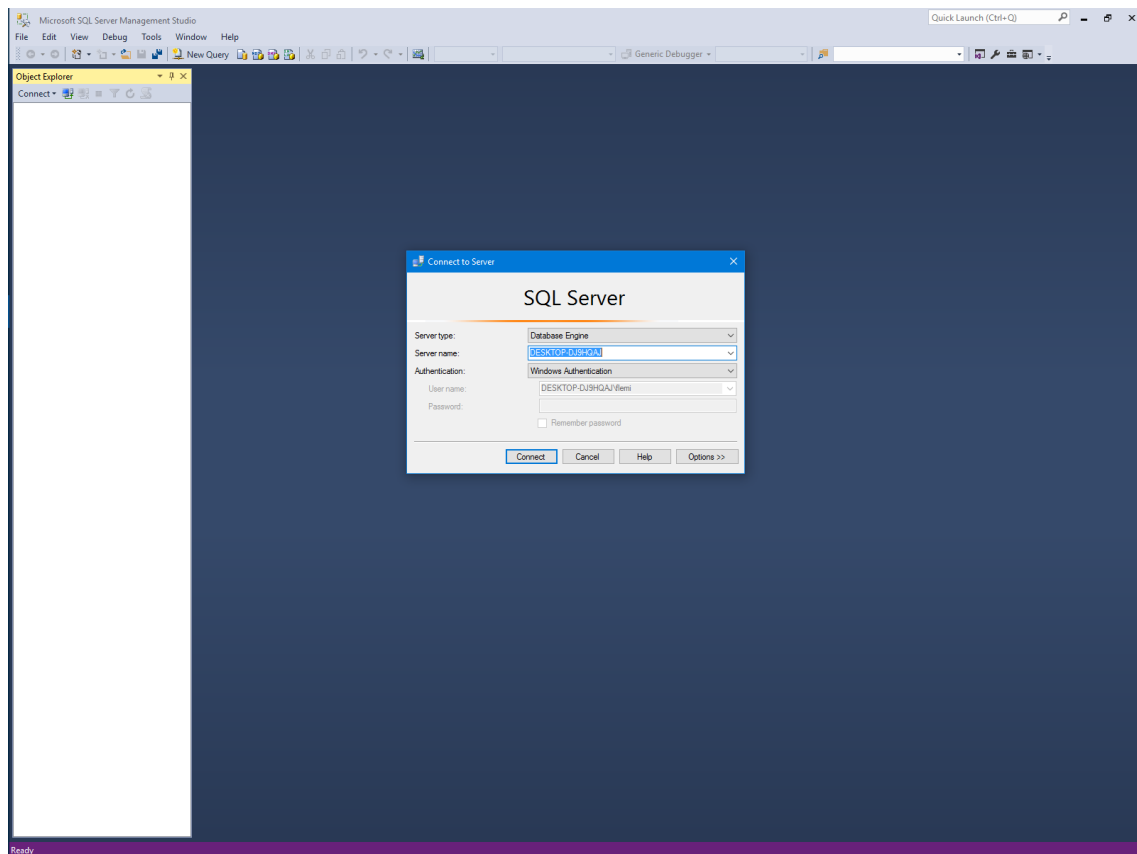 Microsoft SQL Server Management Studio
Quick Launch (Ctrl+Q)
File Edit View Debug Tools Window Help
New Query
Generic Debugger
Object Explorer
Connect
Connect to Server
SQL Server
Server type: Database Engine
Server name: DESKTOP-DJ9HQAJ
Authentication: Windows Authentication
User name: DESKTOP-DJ9HQAJ\flemi
Password:
Remember password
Connect Cancel Help Options >>
Ready